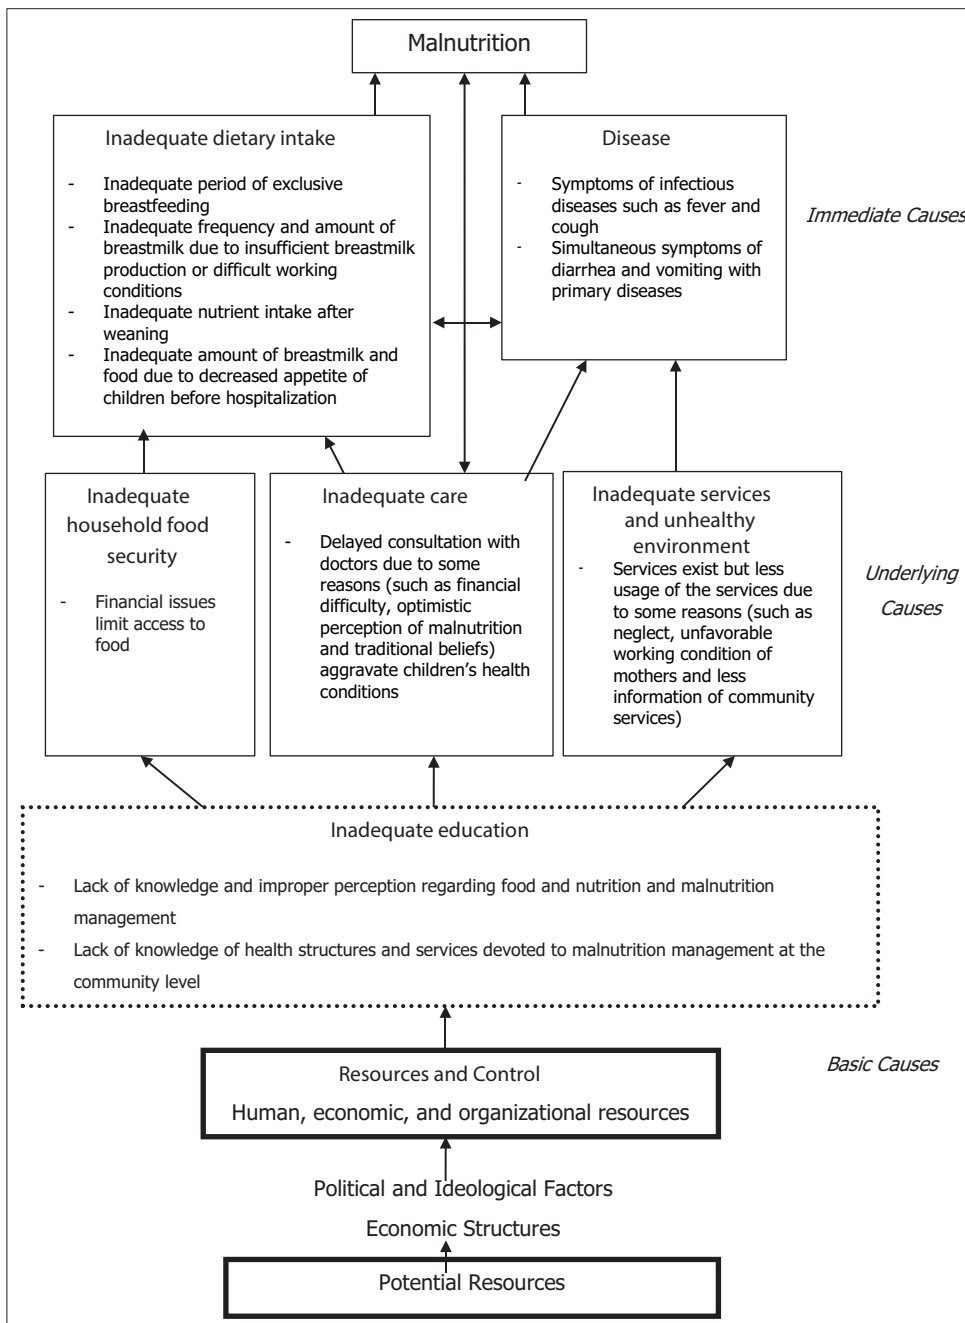 Malnutrition
Inadequate dietary intake
- Inadequate period of exclusive
breastfeeding
- Inadequate frequency and amount of
breastmilk due to insufficient breastmilk
production or difficult working
conditions
- Inadequate nutrient intake after
weaning
- Inadequate amount of breastmilk and
food due to decreased appetite of
children before hospitalization
Disease
- Symptoms of infectious
diseases such as fever and
cough
- Simultaneous symptoms of
diarrhea and vomiting with
primary diseases
Immediate Causes
Inadequate
household food
security
- Financial issues
limit access to
food
Inadequate care
- Delayed consultation with
doctors due to some
reasons (such as financial
difficulty, optimistic
perception of malnutrition
and traditional beliefs)
aggravate children's health
conditions
Inadequate services
and unhealthy
environment
- Services exist but less
usage of the services due
to some reasons (such as
neglect, unfavorable
working condition of
mothers and less
information of community
services)
Underlying
Causes
Inadequate education
- Lack of knowledge and improper perception regarding food and nutrition and malnutrition
management
- Lack of knowledge of health structures and services devoted to malnutrition management at the
community level
Resources and Control
Human, economic, and organizational resources
Basic Causes
Political and Ideological Factors
Economic Structures
Potential Resources